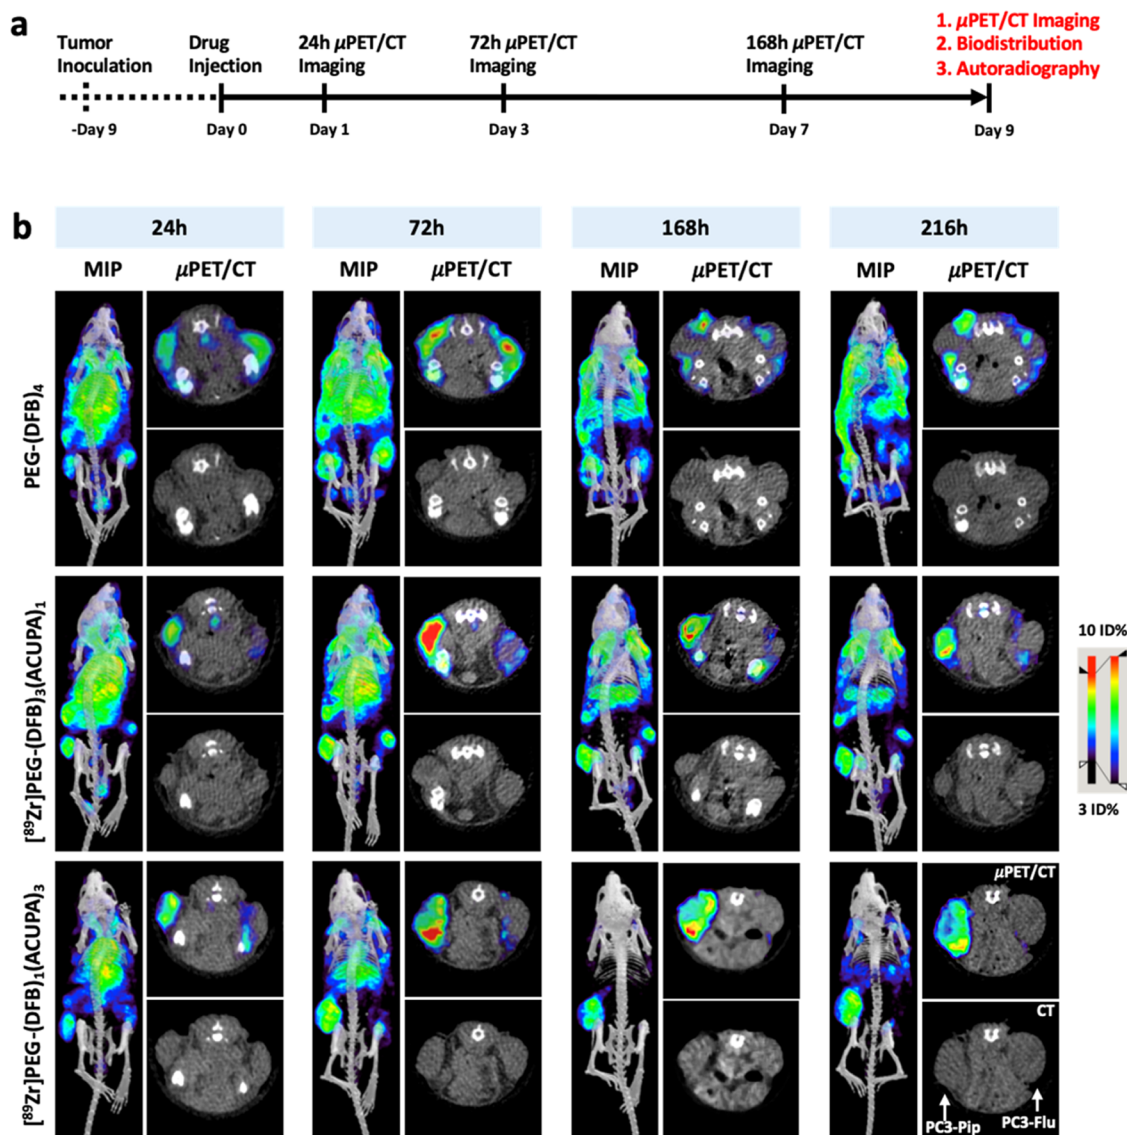 a
Tumor
Inoculation
Drug
Injection
24h μPET/CT
Imaging
72h μPET/CT
Imaging
168h μPET/CT
Imaging
1. μPET/CT Imaging
2. Biodistribution
3. Autoradiography
-Day 9
Day 0
Day 1
Day 3
Day 7
Day 9
b
24h
72h
168h
216h
MIP
μPET/CT
MIP
μPET/CT
MIP
μPET/CT
MIP
μPET/CT
PEG-(DFB)₄
[⁸⁹Zr]PEG-(DFB)₃(ACUPA)₁
10 ID%
3 ID%
[⁸⁹Zr]PEG-(DFB)₁(ACUPA)₃
μPET/CT
CT
PC3-Pip
PC3-Flu